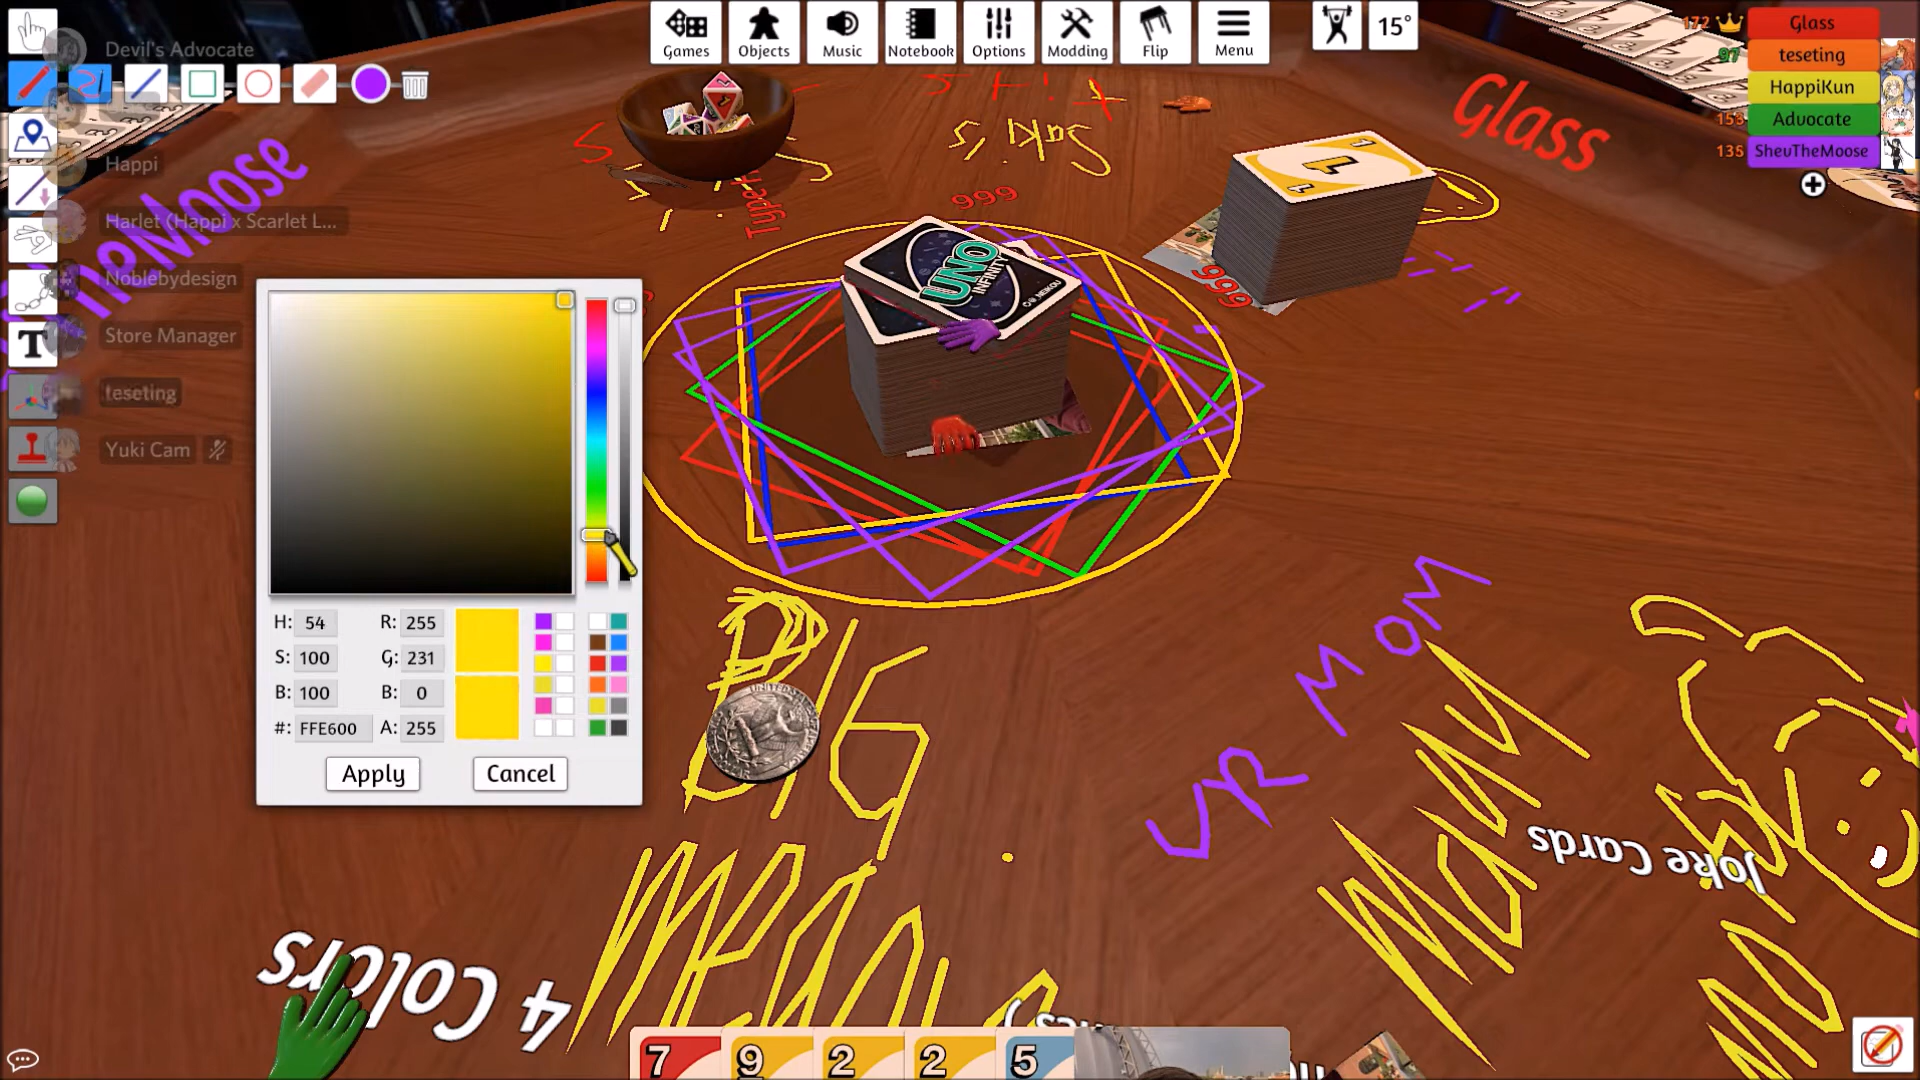 Games
Objects
Music
Notebook
Options
Modding
Flip
Menu
15°
172
Glass
97
teseting
HappiKun
153
Advocate
135
SheuTheMoose
Devil's Advocate
Happi
Harlet (Happi x Scarlet L...
Noblebydesign
Store Manager
teseting
Yuki Cam
T
TheMoose
Glass
999
999
UNO
INFINITY
H: 54
R: 255
S: 100
G: 231
B: 100
B: 0
#: FFE600
A: 255
Apply
Cancel
BIG
UR MOM
Many
Joke Cards
4 Colors
7
9
2
2
5